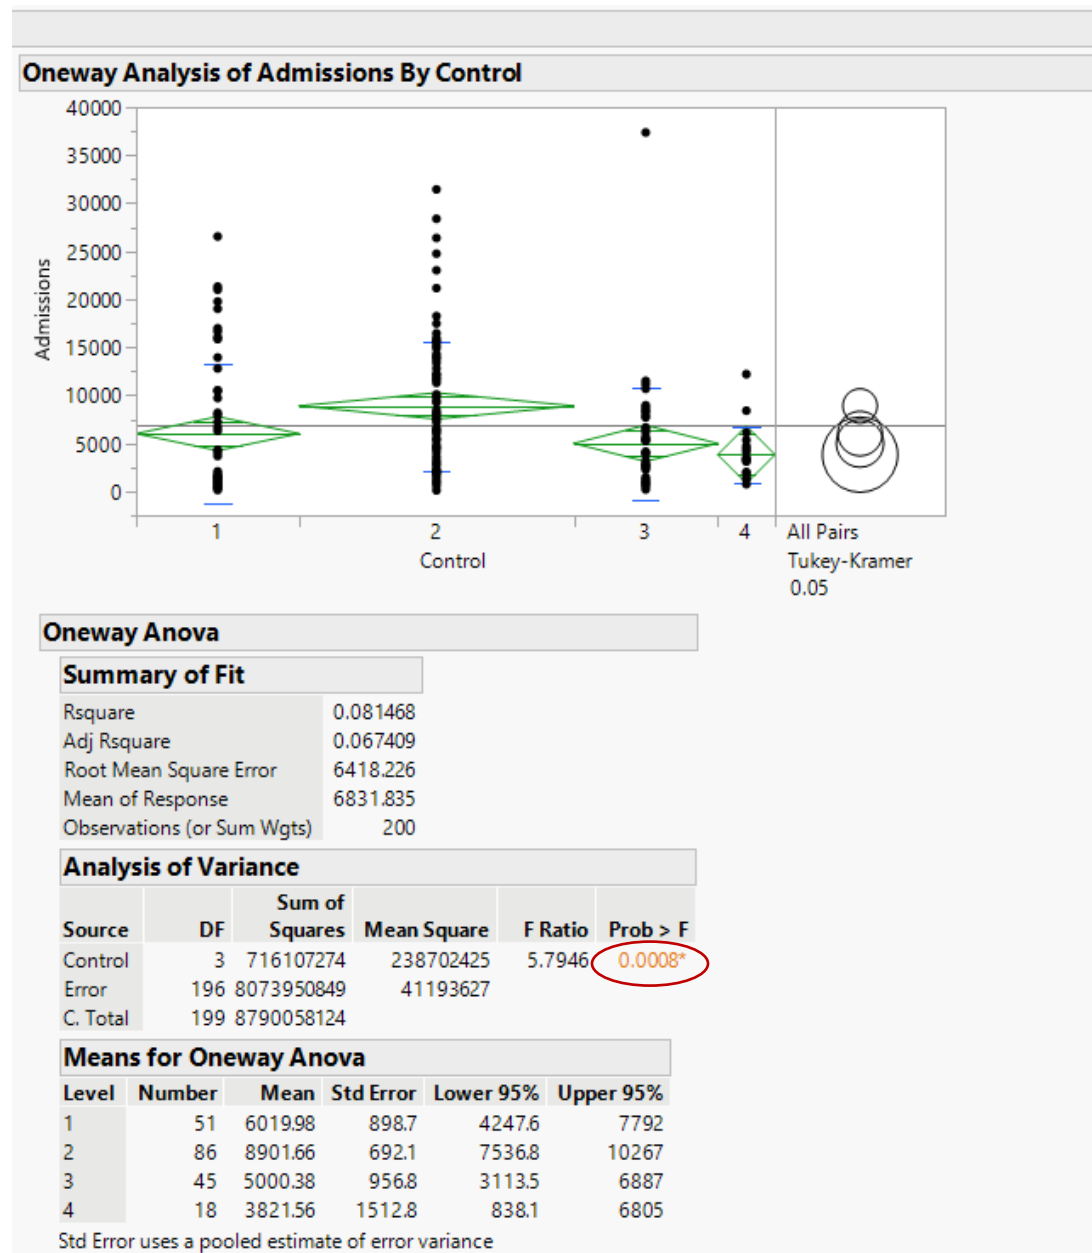 Oneway Analysis of Admissions By Control
40000
35000
30000
25000
20000
15000
10000
5000
0
Admissions
1 2 3 4 All Pairs
Control Tukey-Kramer
0.05
Oneway Anova
Summary of Fit
Rsquare 0.081468
Adj Rsquare 0.067409
Root Mean Square Error 6418.226
Mean of Response 6831.835
Observations (or Sum Wgts) 200
Analysis of Variance
Sum of
Source DF Squares Mean Square F Ratio Prob > F
Control 3 716107274 238702425 5.7946 0.0008*
Error 196 8073950849 41193627
C. Total 199 8790058124
Means for Oneway Anova
Level Number Mean Std Error Lower 95% Upper 95%
1 51 6019.98 898.7 4247.6 7792
2 86 8901.66 692.1 7536.8 10267
3 45 5000.38 956.8 3113.5 6887
4 18 3821.56 1512.8 838.1 6805
Std Error uses a pooled estimate of error variance